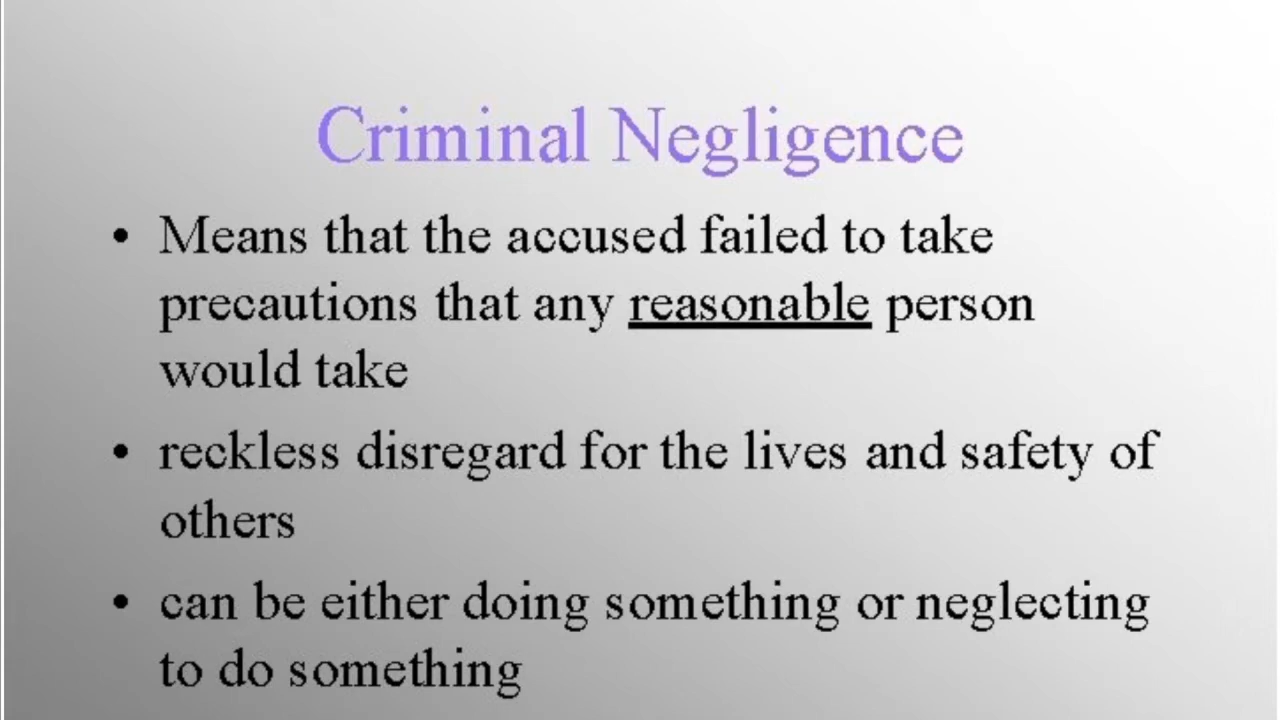 Criminal Negligence
• Means that the accused failed to take
precautions that any reasonable person
would take
• reckless disregard for the lives and safety of
others
• can be either doing something or neglecting
to do something